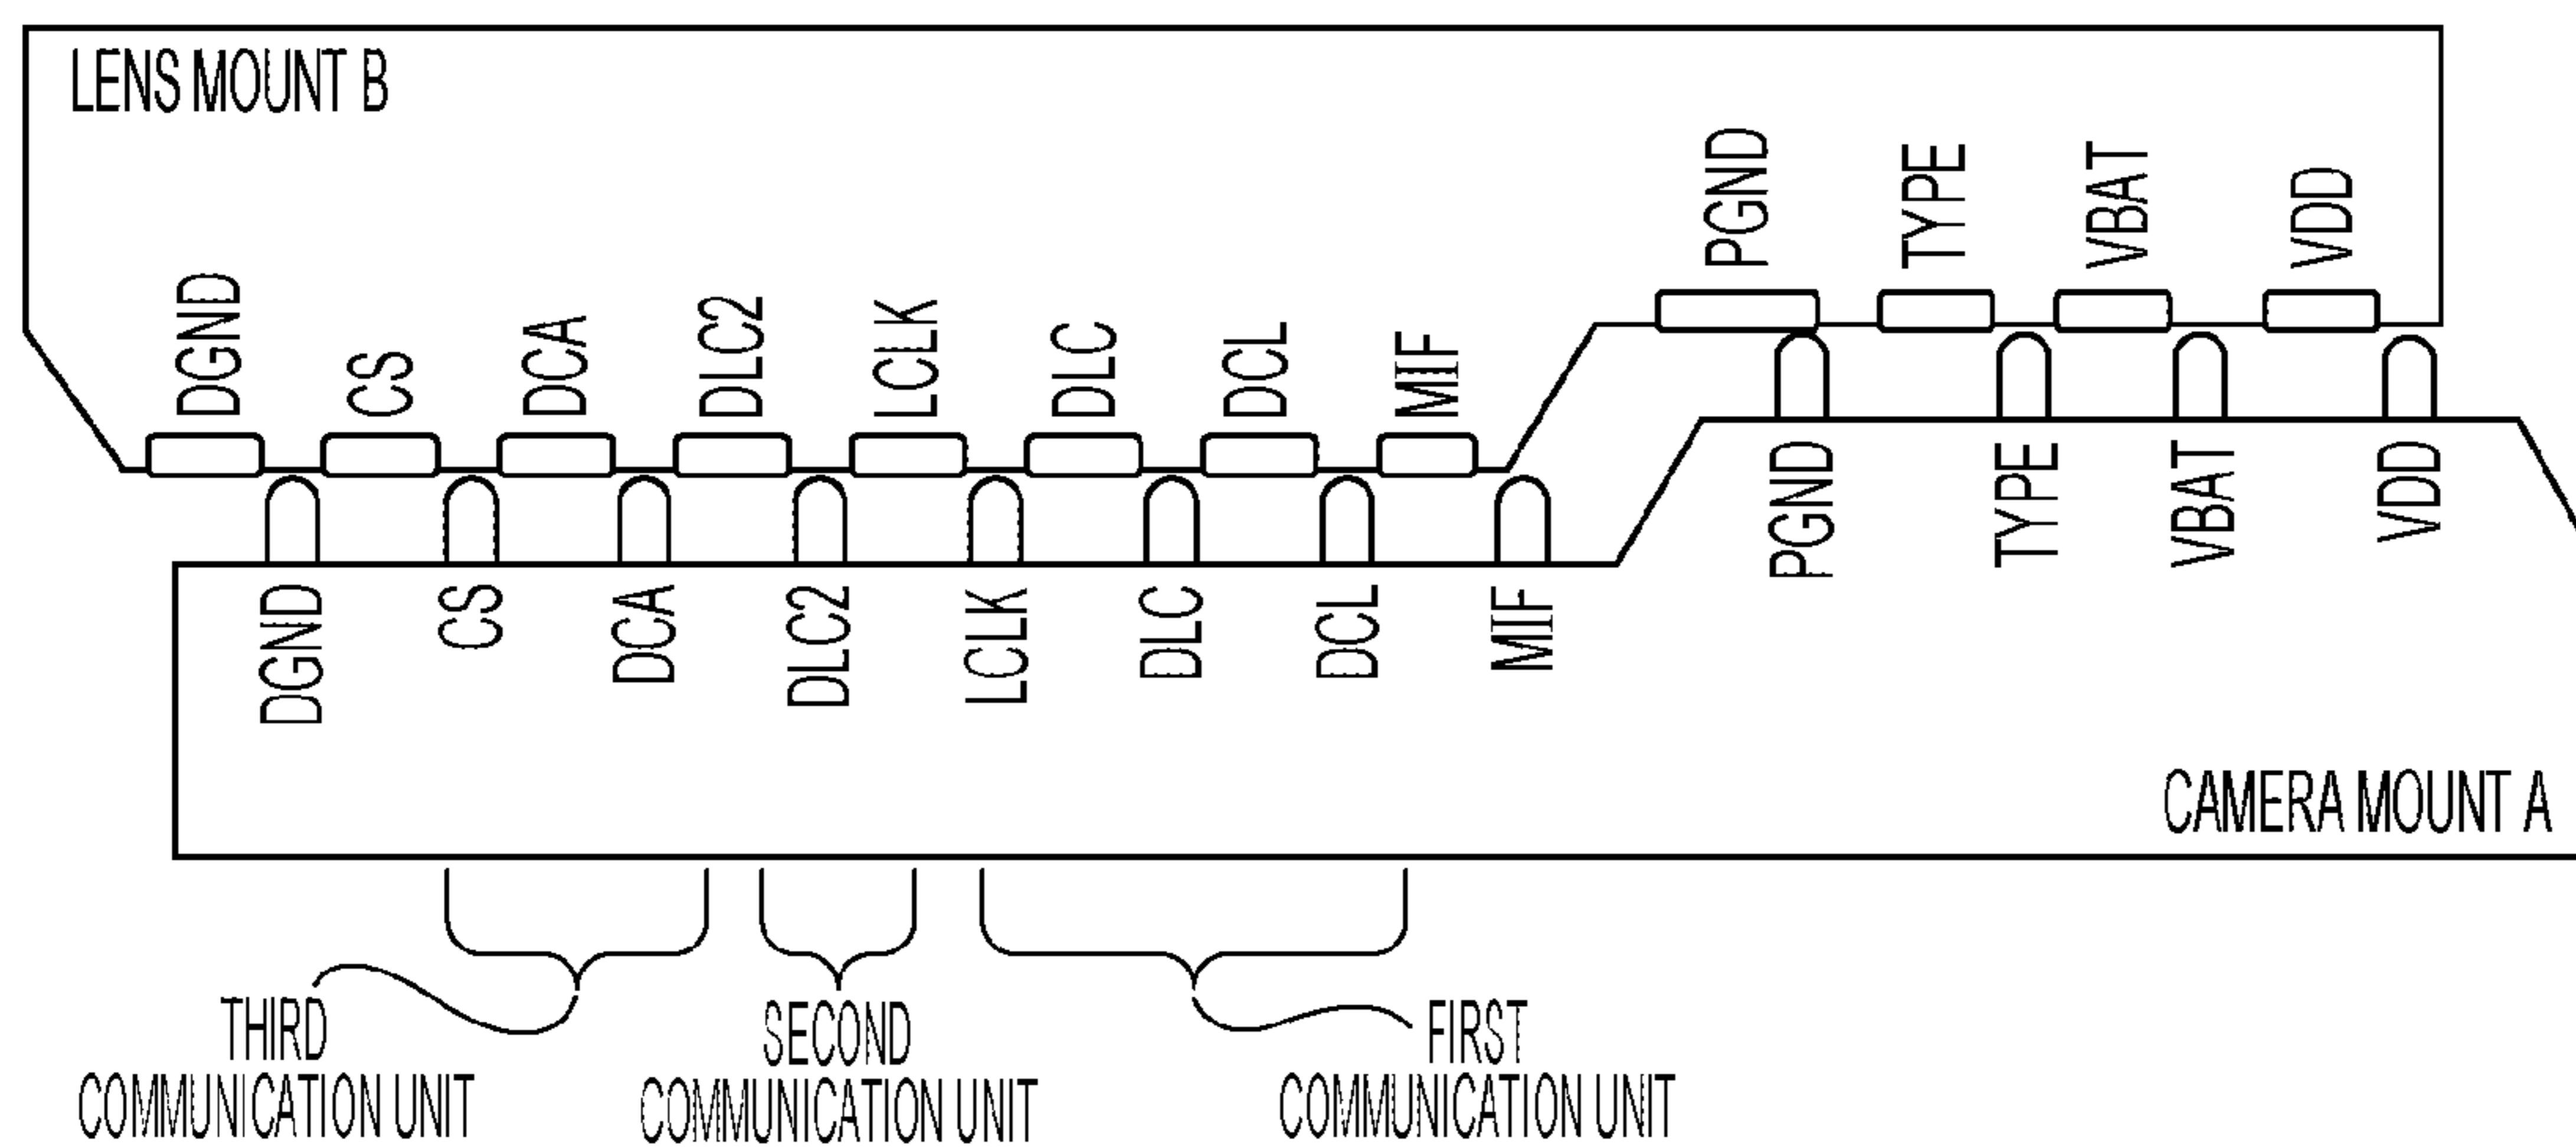 LENS MOUNT B
PGND
TYPE
VBAT
VDD
DGND
CS
DCA
DLC2
LCLK
DLC
DCL
MIF
PGND
TYPE
VBAT
VDD
DGND
CS
DCA
DLC2
LCLK
DLC
DCL
MIF
CAMERA MOUNT A
THIRD
COMMUNICATION UNIT
SECOND
COMMUNICATION UNIT
FIRST
COMMUNICATION UNIT